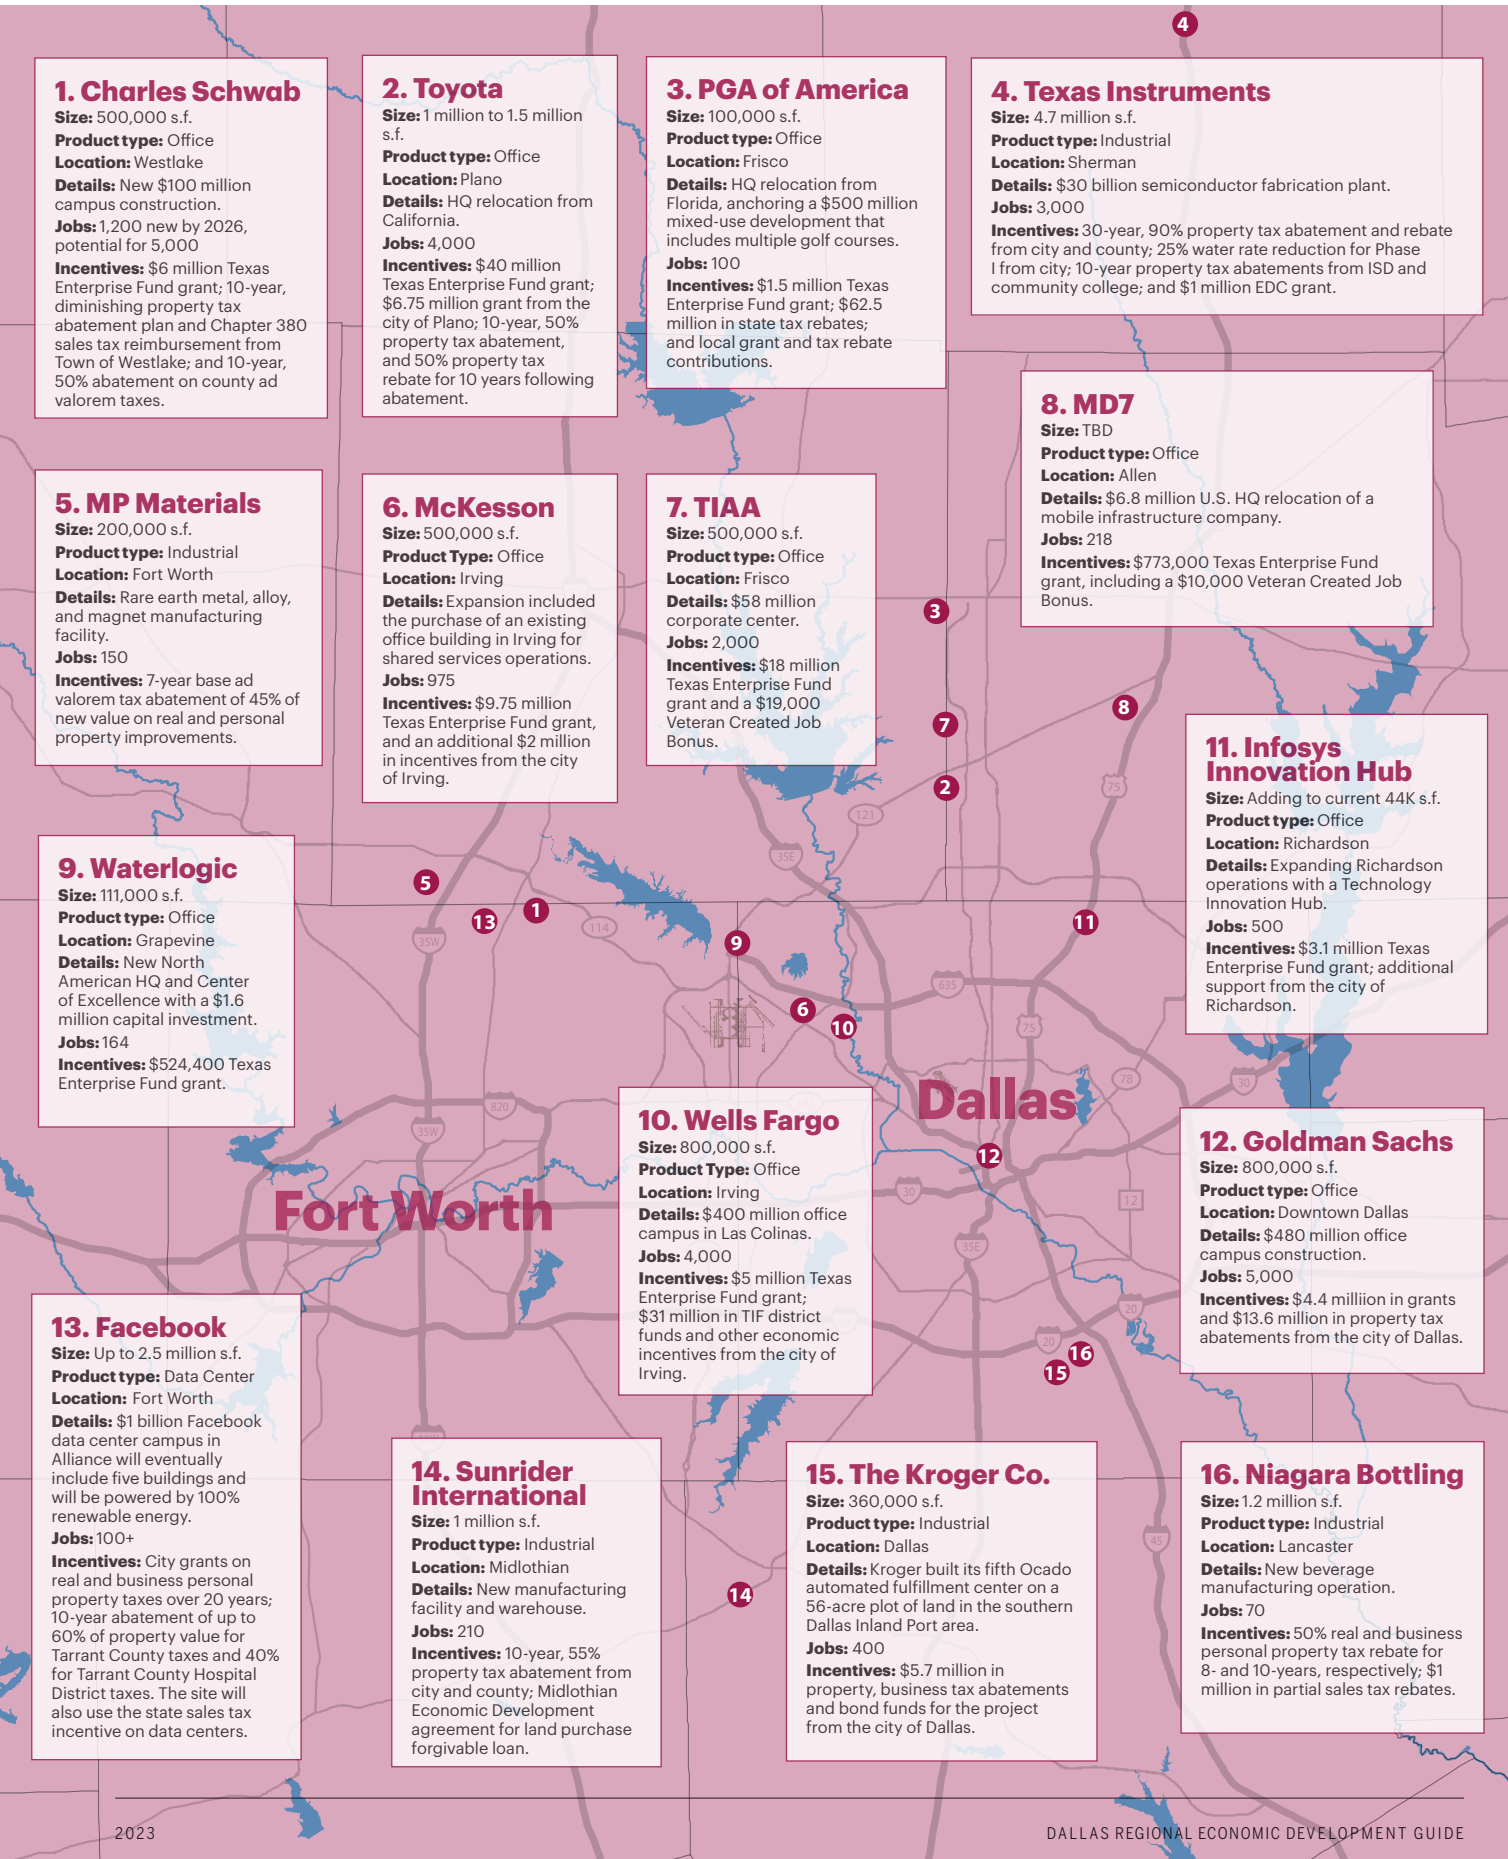 4
1. Charles Schwab
Size: 500,000 s.f.
Product type: Office
Location: Westlake
Details: New $100 million
campus construction.
Jobs: 1,200 new by 2026,
potential for 5,000
Incentives: $6 million Texas
Enterprise Fund grant; 10-year,
diminishing property tax
abatement plan and Chapter 380
sales tax reimbursement from
Town of Westlake; and 10-year,
50% abatement on county ad
valorem taxes.
2. Toyota
Size: 1 million to 1.5 million
s.f.
Product type: Office
Location: Plano
Details: HQ relocation from
California.
Jobs: 4,000
Incentives: $40 million
Texas Enterprise Fund grant;
$6.75 million grant from the
city of Plano; 10-year, 50%
property tax abatement,
and 50% property tax
rebate for 10 years following
abatement.
3. PGA of America
Size: 100,000 s.f.
Product type: Office
Location: Frisco
Details: HQ relocation from
Florida, anchoring a $500 million
mixed-use development that
includes multiple golf courses.
Jobs: 100
Incentives: $1.5 million Texas
Enterprise Fund grant; $62.5
million in state tax rebates;
and local grant and tax rebate
contributions.
4. Texas Instruments
Size: 4.7 million s.f.
Product type: Industrial
Location: Sherman
Details: $30 billion semiconductor fabrication plant.
Jobs: 3,000
Incentives: 30-year, 90% property tax abatement and rebate
from city and county; 25% water rate reduction for Phase
I from city; 10-year property tax abatements from ISD and
community college; and $1 million EDC grant.
5. MP Materials
Size: 200,000 s.f.
Product type: Industrial
Location: Fort Worth
Details: Rare earth metal, alloy,
and magnet manufacturing
facility.
Jobs: 150
Incentives: 7-year base ad
valorem tax abatement of 45% of
new value on real and personal
property improvements.
6. McKesson
Size: 500,000 s.f.
Product Type: Office
Location: Irving
Details: Expansion included
the purchase of an existing
office building in Irving for
shared services operations.
Jobs: 975
Incentives: $9.75 million
Texas Enterprise Fund grant,
and an additional $2 million
in incentives from the city
of Irving.
7. TIAA
Size: 500,000 s.f.
Product type: Office
Location: Frisco
Details: $58 million
corporate center.
Jobs: 2,000
Incentives: $18 million
Texas Enterprise Fund
grant and a $19,000
Veteran Created Job
Bonus.
8. MD7
Size: TBD
Product type: Office
Location: Allen
Details: $6.8 million U.S. HQ relocation of a
mobile infrastructure company.
Jobs: 218
Incentives: $773,000 Texas Enterprise Fund
grant, including a $10,000 Veteran Created Job
Bonus.
3
8
7
2
75
121
35E
9. Waterlogic
Size: 111,000 s.f.
Product type: Office
Location: Grapevine
Details: New North
American HQ and Center
of Excellence with a $1.6
million capital investment.
Jobs: 164
Incentives: $524,400 Texas
Enterprise Fund grant.
5
13
1
114
35W
9
11
635
6
10
75
11. Infosys
Innovation Hub
Size: Adding to current 44K s.f.
Product type: Office
Location: Richardson
Details: Expanding Richardson
operations with a Technology
Innovation Hub.
Jobs: 500
Incentives: $3.1 million Texas
Enterprise Fund grant; additional
support from the city of
Richardson.
820
35W
78
30
Dallas
12
Fort Worth
30
12
35E
20
20
16
15
10. Wells Fargo
Size: 800,000 s.f.
Product Type: Office
Location: Irving
Details: $400 million office
campus in Las Colinas.
Jobs: 4,000
Incentives: $5 million Texas
Enterprise Fund grant;
$31 million in TIF district
funds and other economic
incentives from the city of
Irving.
12. Goldman Sachs
Size: 800,000 s.f.
Product type: Office
Location: Downtown Dallas
Details: $480 million office
campus construction.
Jobs: 5,000
Incentives: $4.4 milliion in grants
and $13.6 million in property tax
abatements from the city of Dallas.
13. Facebook
Size: Up to 2.5 million s.f.
Product type: Data Center
Location: Fort Worth
Details: $1 billion Facebook
data center campus in
Alliance will eventually
include five buildings and
will be powered by 100%
renewable energy.
Jobs: 100+
Incentives: City grants on
real and business personal
property taxes over 20 years;
10-year abatement of up to
60% of property value for
Tarrant County taxes and 40%
for Tarrant County Hospital
District taxes. The site will
also use the state sales tax
incentive on data centers.
14. Sunrider
International
Size: 1 million s.f.
Product type: Industrial
Location: Midlothian
Details: New manufacturing
facility and warehouse.
Jobs: 210
Incentives: 10-year, 55%
property tax abatement from
city and county; Midlothian
Economic Development
agreement for land purchase
forgivable loan.
14
15. The Kroger Co.
Size: 360,000 s.f.
Product type: Industrial
Location: Dallas
Details: Kroger built its fifth Ocado
automated fulfillment center on a
56-acre plot of land in the southern
Dallas Inland Port area.
Jobs: 400
Incentives: $5.7 million in
property, business tax abatements
and bond funds for the project
from the city of Dallas.
45
16. Niagara Bottling
Size: 1.2 million s.f.
Product type: Industrial
Location: Lancaster
Details: New beverage
manufacturing operation.
Jobs: 70
Incentives: 50% real and business
personal property tax rebate for
8- and 10-years, respectively; $1
million in partial sales tax rebates.
2023
DALLAS REGIONAL ECONOMIC DEVELOPMENT GUIDE